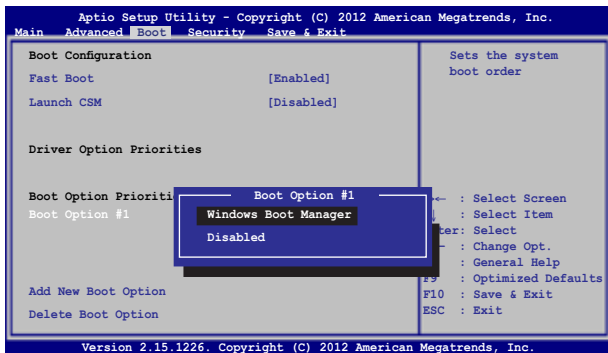 Aptio Setup Utility - Copyright (C) 2012 American Megatrends, Inc.
Main Advanced Boot Security Save & Exit
Boot Configuration
Fast Boot [Enabled]
Launch CSM [Disabled]
Driver Option Priorities
Boot Option Prioriti
Boot Option #1
Boot Option #1
Windows Boot Manager
Disabled
Add New Boot Option
Delete Boot Option
Sets the system
boot order
→← : Select Screen
: Select Item
ter: Select
- : Change Opt.
: General Help
F9 : Optimized Defaults
F10 : Save & Exit
ESC : Exit
Version 2.15.1226. Copyright (C) 2012 American Megatrends, Inc.